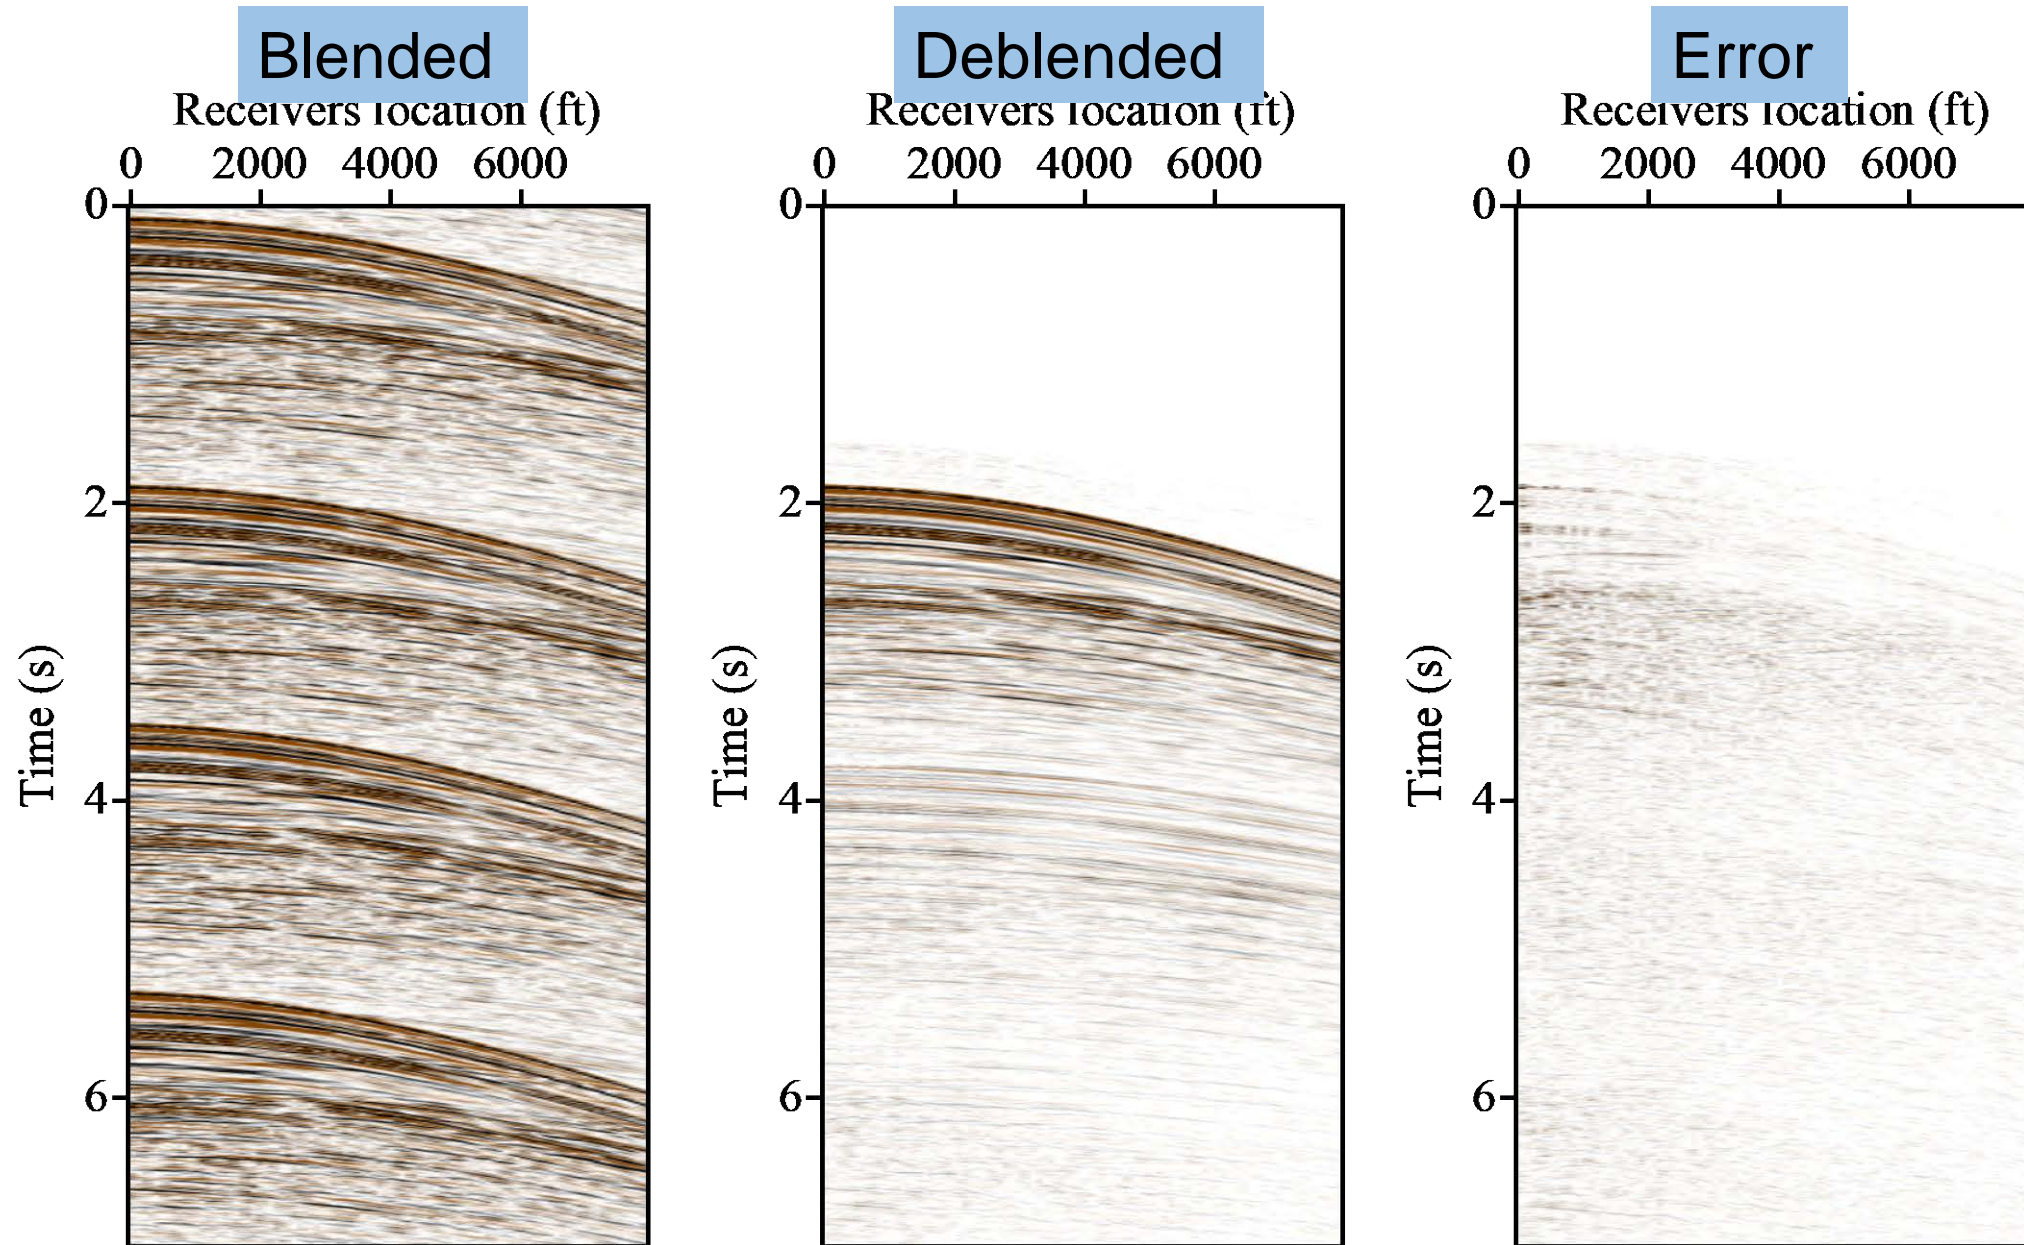 Blended
Receivers location (ft)
0 2000 4000 6000
0
2
4
6
Time (s)
Deblended
Receivers location (ft)
0 2000 4000 6000
0
2
4
6
Time (s)
Error
Receivers location (ft)
0 2000 4000 6000
0
2
4
6
Time (s)